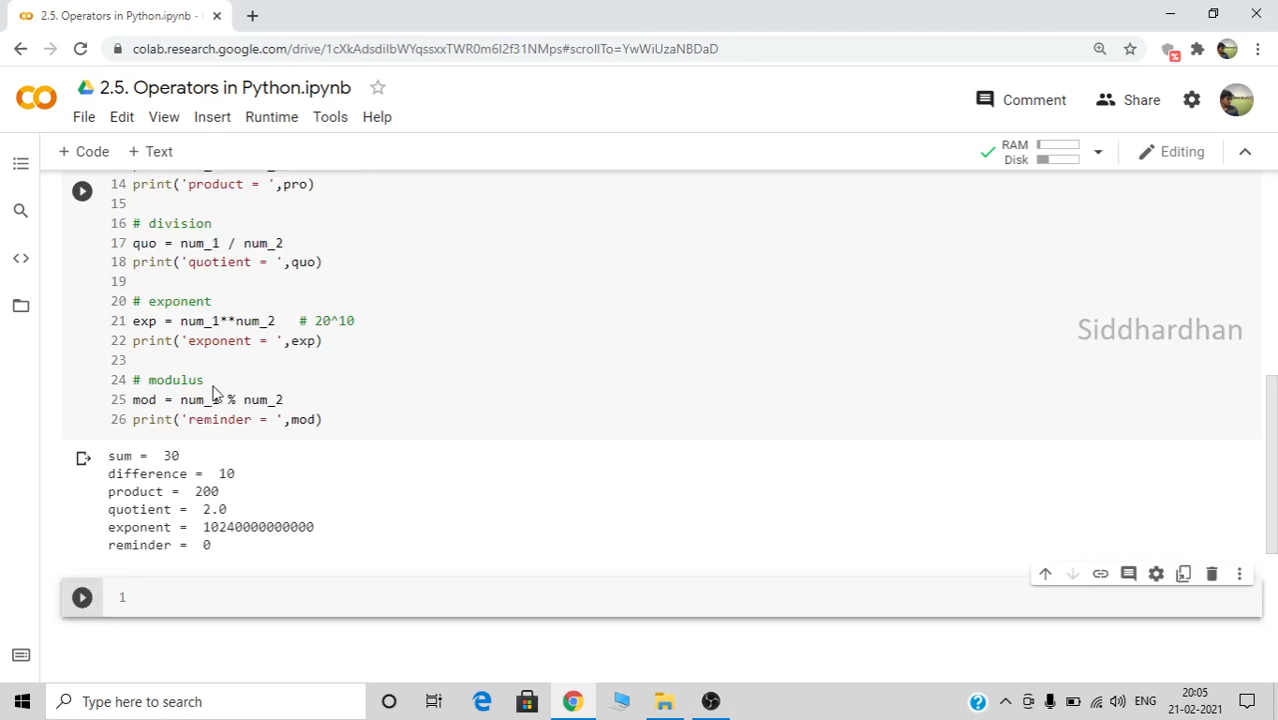 2.5. Operators in Python.ipynb -
colab.research.google.com/drive/1cXkAdsdiIbWYqssxxTWR0m6I2f31NMps#scrollTo=YwWiUzaNBDaD
2.5. Operators in Python.ipynb
Comment
Share
File Edit View Insert Runtime Tools Help
+ Code + Text
RAM
Disk
Editing
14 print('product = ',pro)
15
16 # division
17 quo = num_1 / num_2
18 print('quotient = ',quo)
19
20 # exponent
21 exp = num_1**num_2 # 20^10
22 print('exponent = ',exp)
23
24 # modulus
25 mod = num_1 % num_2
26 print('reminder = ',mod)
Siddhardhan
sum = 30
difference = 10
product = 200
quotient = 2.0
exponent = 10240000000000
reminder = 0
1
Type here to search
ENG
20:05
21-02-2021